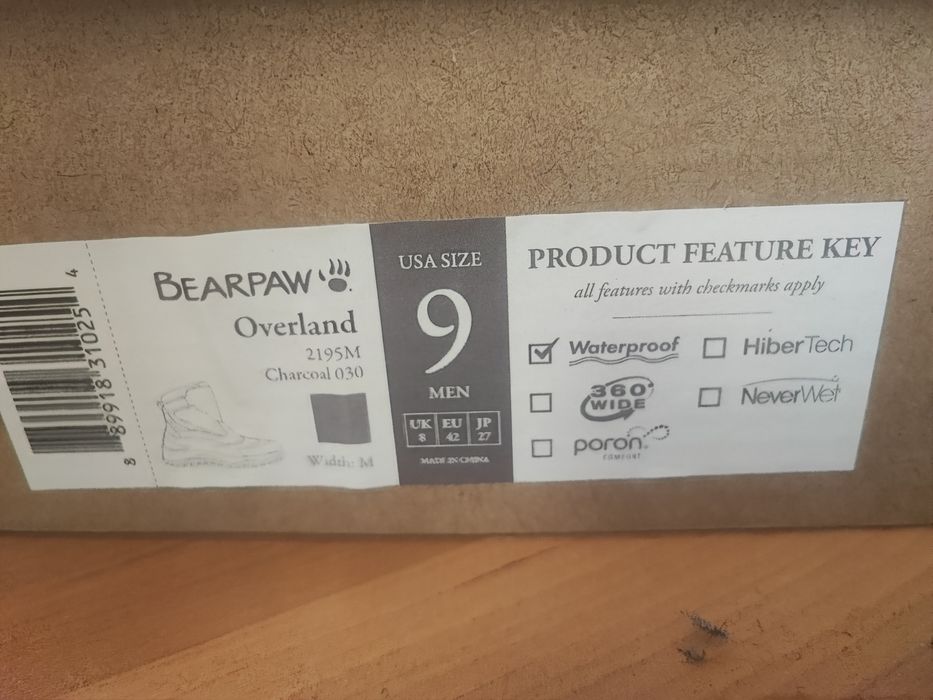 8 89918 31025 4
BEARPAW
Overland
2195M
Charcoal 030
Width: M
USA SIZE
9
MEN
UK EU JP
8 42 27
MADE IN CHINA
PRODUCT FEATURE KEY
all features with checkmarks apply
Waterproof
HiberTech
360°
WIDE
NeverWet
poron
COMFORT